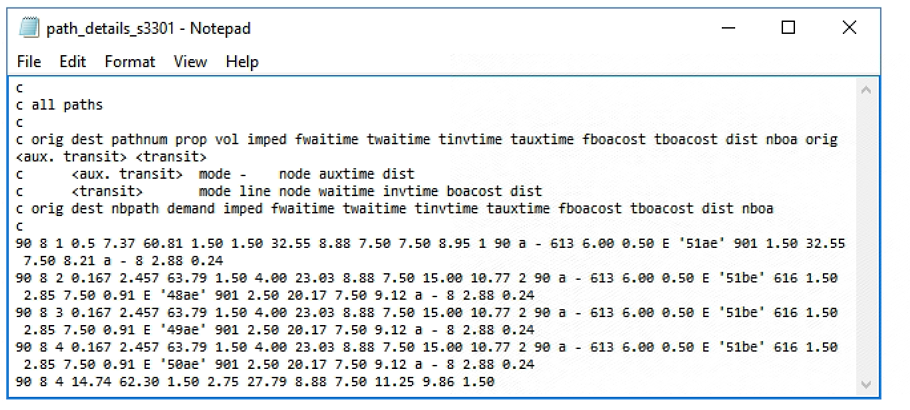 path_details_s3301 - Notepad
File Edit Format View Help
c
c all paths
c
c orig dest pathnum prop vol imped fwaitime twaitime tinvtime tauxtime fboacost tboacost dist nboa orig
<aux. transit> <transit>
c <aux. transit> mode - node auxtime dist
c <transit> mode line node waitime invtime boacost dist
c orig dest nbpath demand imped fwaitime twaitime tinvtime tauxtime fboacost tboacost dist nboa
c
90 8 1 0.5 7.37 60.81 1.50 1.50 32.55 8.88 7.50 7.50 8.95 1 90 a - 613 6.00 0.50 E '51ae' 901 1.50 32.55
7.50 8.21 a - 8 2.88 0.24
90 8 2 0.167 2.457 63.79 1.50 4.00 23.03 8.88 7.50 15.00 10.77 2 90 a - 613 6.00 0.50 E '51be' 616 1.50
2.85 7.50 0.91 E '48ae' 901 2.50 20.17 7.50 9.12 a - 8 2.88 0.24
90 8 3 0.167 2.457 63.79 1.50 4.00 23.03 8.88 7.50 15.00 10.77 2 90 a - 613 6.00 0.50 E '51be' 616 1.50
2.85 7.50 0.91 E '49ae' 901 2.50 20.17 7.50 9.12 a - 8 2.88 0.24
90 8 4 0.167 2.457 63.79 1.50 4.00 23.03 8.88 7.50 15.00 10.77 2 90 a - 613 6.00 0.50 E '51be' 616 1.50
2.85 7.50 0.91 E '50ae' 901 2.50 20.17 7.50 9.12 a - 8 2.88 0.24
90 8 4 14.74 62.30 1.50 2.75 27.79 8.88 7.50 11.25 9.86 1.50